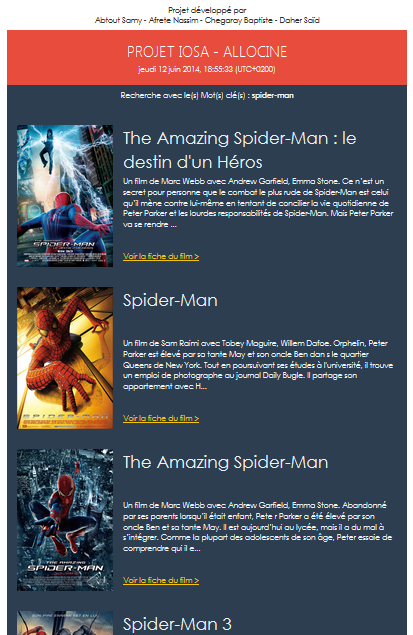 Projet développé par
Abtout Samy - Afrete Nassim - Chegaray Baptiste - Daher Saïd
PROJET IOSA - ALLOCINE
jeudi 12 juin 2014, 18:55:33 (UTC+0200)
Recherche avec le(s) Mot(s) clé(s) : spider-man
The Amazing Spider-Man : le
destin d'un Héros
Un film de Marc Webb avec Andrew Garfield, Emma Stone. Ce n'est un
secret pour personne que le combat le plus rude de Spider-Man est celui
qu'il mène contre lui-même en tentant de concilier la vie quotidienne de
Peter Parker et les lourdes responsabilités de Spider-Man. Mais Peter Parker
va se rendre ...
Voir la fiche du film >
SPIDER-MAN
Spider-Man
Un film de Sam Raimi avec Tobey Maguire, Willem Dafoe. Orphelin, Peter
Parker est élevé par sa tante May et son oncle Ben dan s le quartier
Queens de New York. Tout en poursuivant ses études à l'université, il trouve
un emploi de photographe au journal Daily Bugle. Il partage son
appartement avec H...
Voir la fiche du film >
SPIDER-MAN
The Amazing Spider-Man
Un film de Marc Webb avec Andrew Garfield, Emma Stone. Abandonné
par ses parents lorsqu'il était enfant, Pete r Parker a été élevé par son
oncle Ben et sa tante May. Il est aujourd'hui au lycée, mais il a du mal à
s'intégrer. Comme la plupart des adolescents de son âge, Peter essaie de
comprendre qui il e...
Voir la fiche du film >
THE AMAZING
SPIDER-MAN
Spider-Man 3